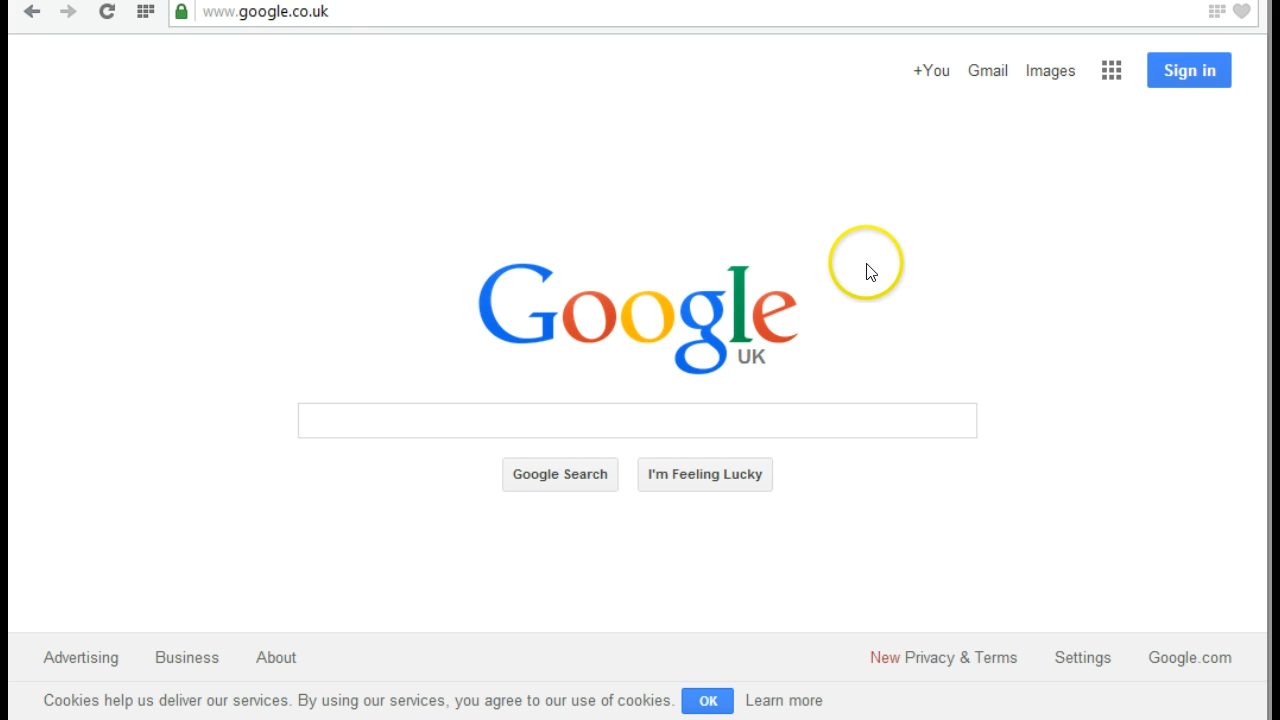 www.google.co.uk
+You Gmail Images Sign in
Google
UK
Google Search I'm Feeling Lucky
Advertising Business About New Privacy & Terms Settings Google.com
Cookies help us deliver our services. By using our services, you agree to our use of cookies. OK Learn more